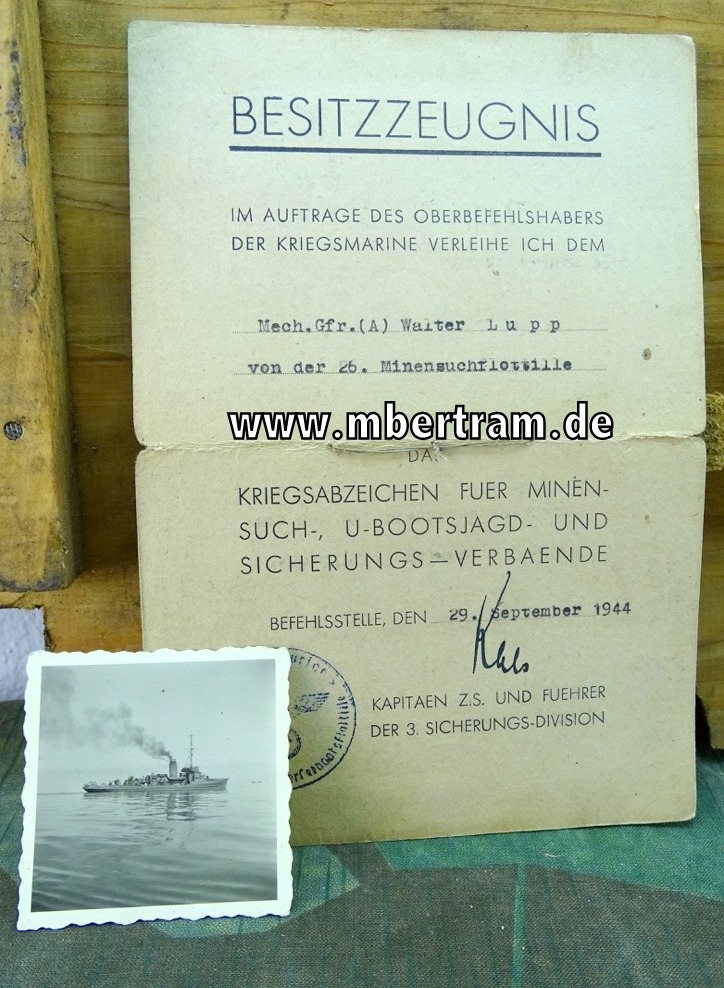 BESITZZEUGNIS
IM AUFTRAGE DES OBERBEFEHLSHABERS
DER KRIEGSMARINE VERLEIHE ICH DEM
Mech.Gfr.(A) Walter L u p p
von der 26. Minensuchflottille
www.mbertram.de
DA
KRIEGSABZEICHEN FUER MINEN-
SUCH-, U-BOOTSJAGD- UND
SICHERUNGS—VERBAENDE
BEFEHLSSTELLE, DEN 29. September 1944
KAPITAEN Z.S. UND FUEHRER
DER 3. SICHERUNGS-DIVISION